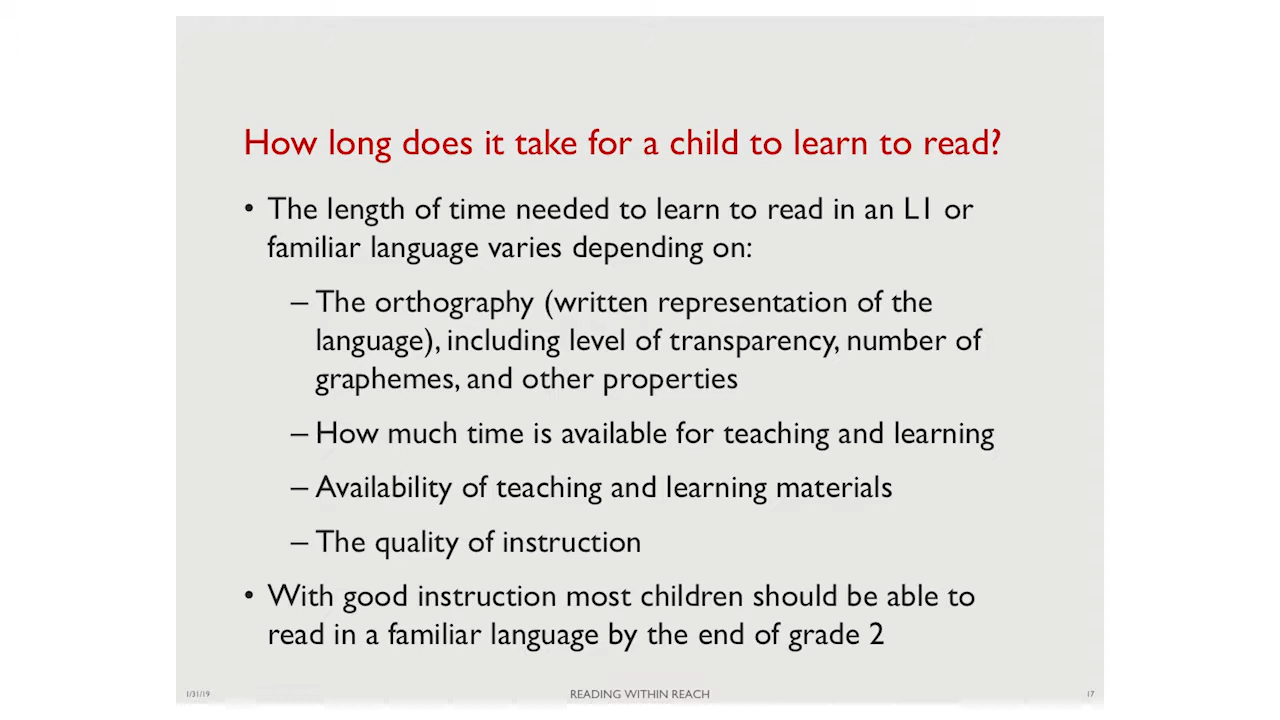 How long does it take for a child to learn to read?
• The length of time needed to learn to read in an L1 or
familiar language varies depending on:
– The orthography (written representation of the
language), including level of transparency, number of
graphemes, and other properties
– How much time is available for teaching and learning
– Availability of teaching and learning materials
– The quality of instruction
• With good instruction most children should be able to
read in a familiar language by the end of grade 2
1/31/19
READING WITHIN REACH
17